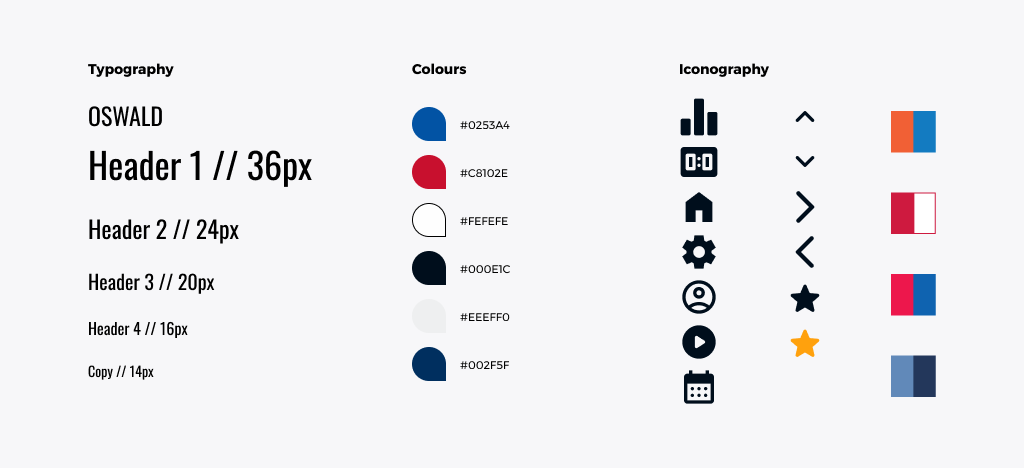 Typography
OSWALD
Header 1 // 36px
Header 2 // 24px
Header 3 // 20px
Header 4 // 16px
Copy // 14px
Colours
#0253A4
#C8102E
#FEFEFE
#000E1C
#EEEFF0
#002F5F
Iconography
0:0